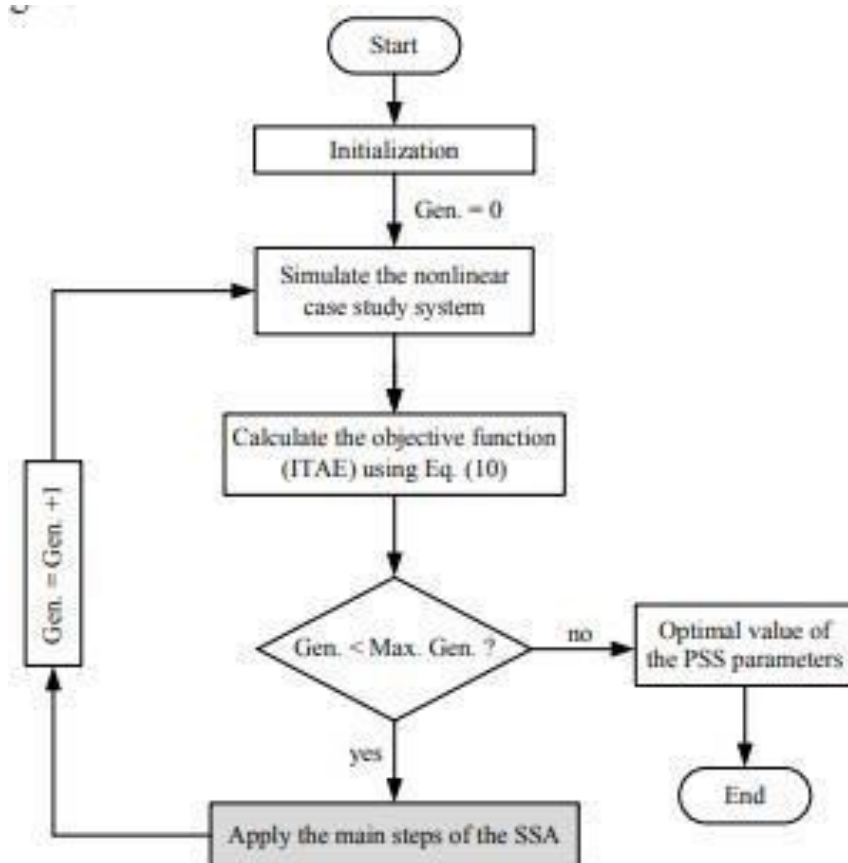 Start
Initialization
Gen. = 0
Simulate the nonlinear
case study system
Calculate the objective function
(ITAE) using Eq. (10)
Gen. = Gen. +1
Gen. < Max. Gen. ?
no
Optimal value of
the PSS parameters
yes
End
Apply the main steps of the SSA